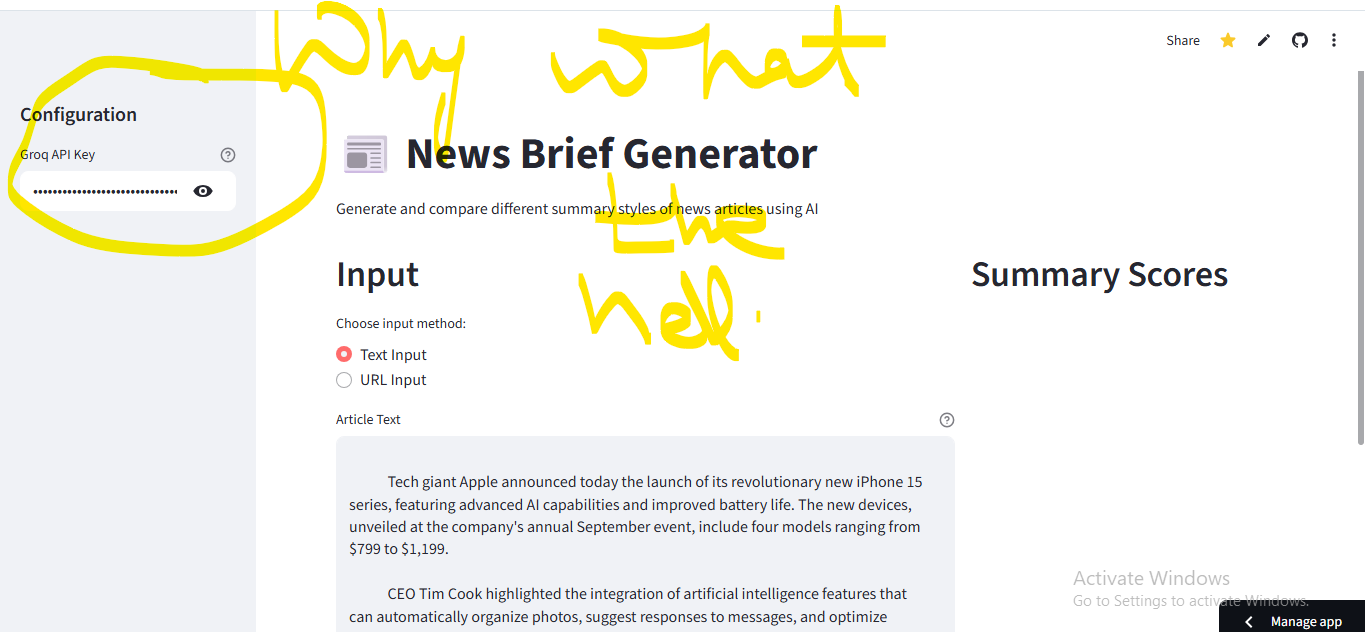 Why what
Share
Configuration
Groq API Key
••••••••••••••••••••••••••••••
News Brief Generator
Generate and compare different summary styles of news articles using AI
the
hell.
Input
Summary Scores
Choose input method:
Text Input
URL Input
Article Text
Tech giant Apple announced today the launch of its revolutionary new iPhone 15
series, featuring advanced AI capabilities and improved battery life. The new devices,
unveiled at the company's annual September event, include four models ranging from
$799 to $1,199.
CEO Tim Cook highlighted the integration of artificial intelligence features that
can automatically organize photos, suggest responses to messages, and optimize
Activate Windows
Go to Settings to activate Windows.
Manage app